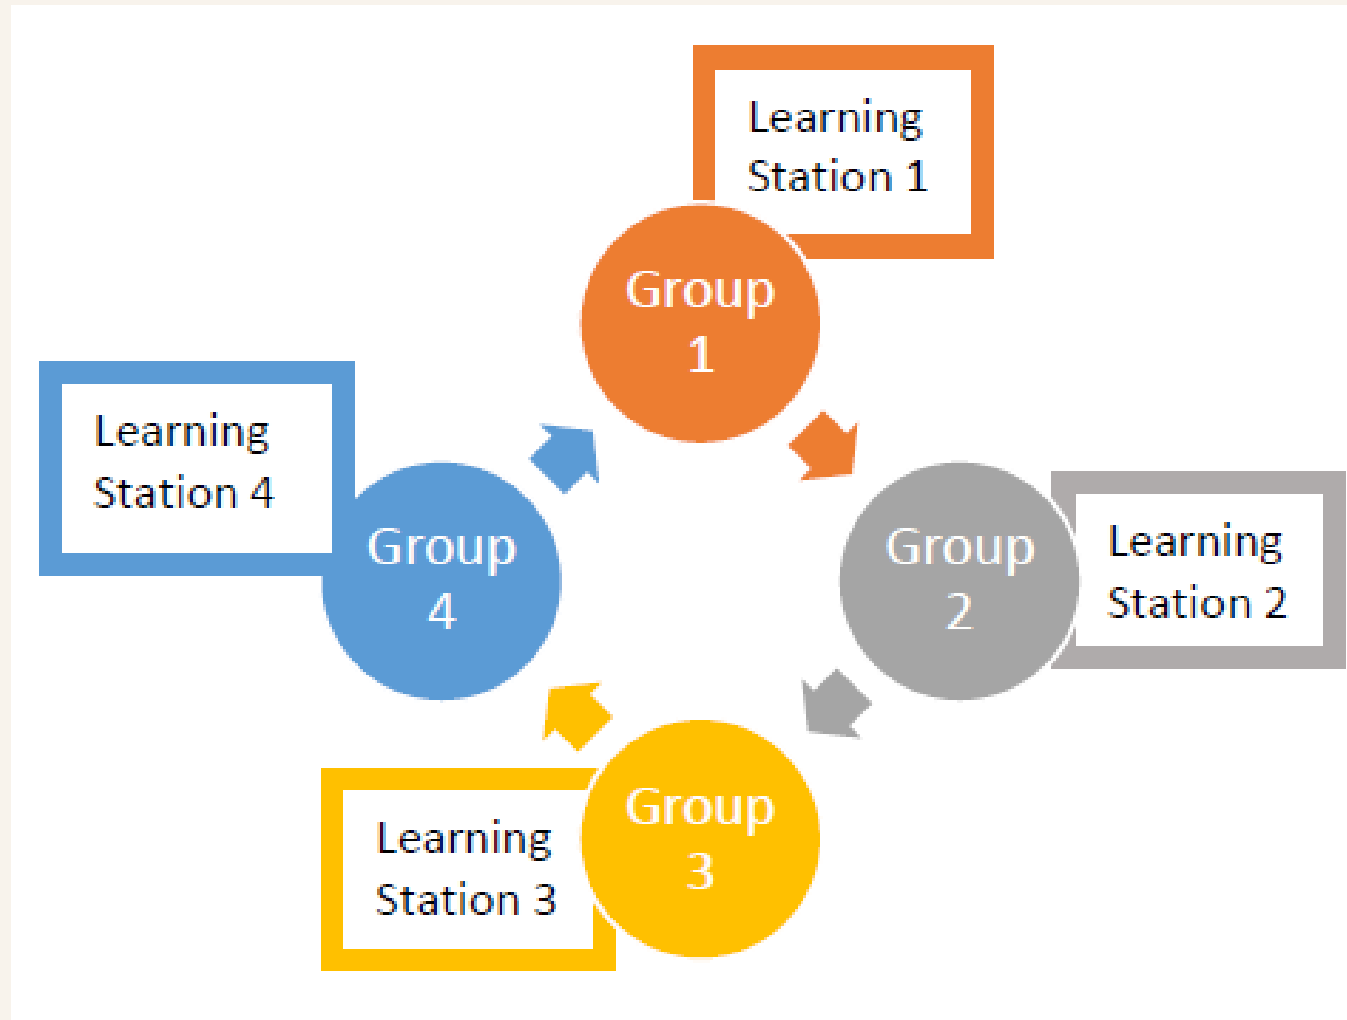 Learning
Station 1
Group
1
Learning
Station 4
Group
4
Group
2
Learning
Station 2
Group
3
Learning
Station 3